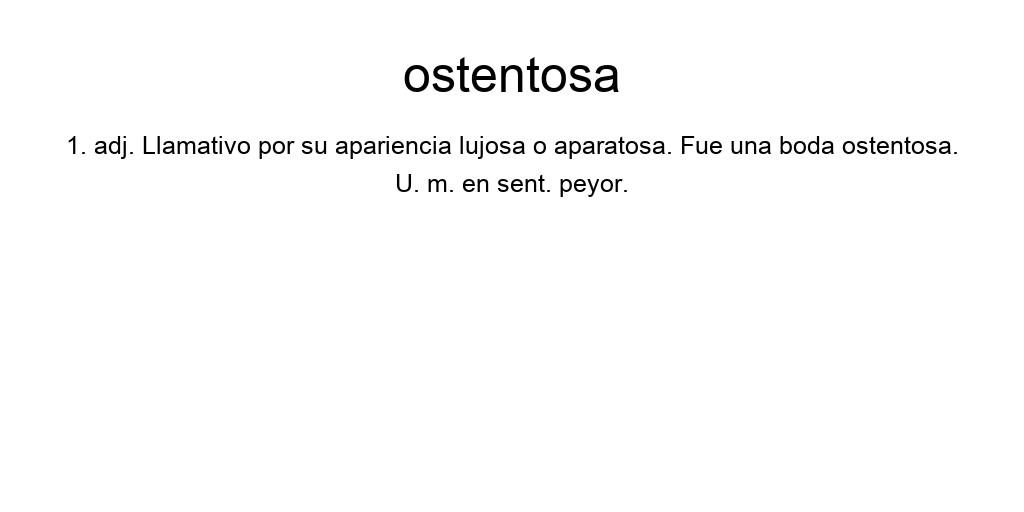 ostentosa
1. adj. Llamativo por su apariencia lujosa o aparatosa. Fue una boda ostentosa.
U. m. en sent. peyor.